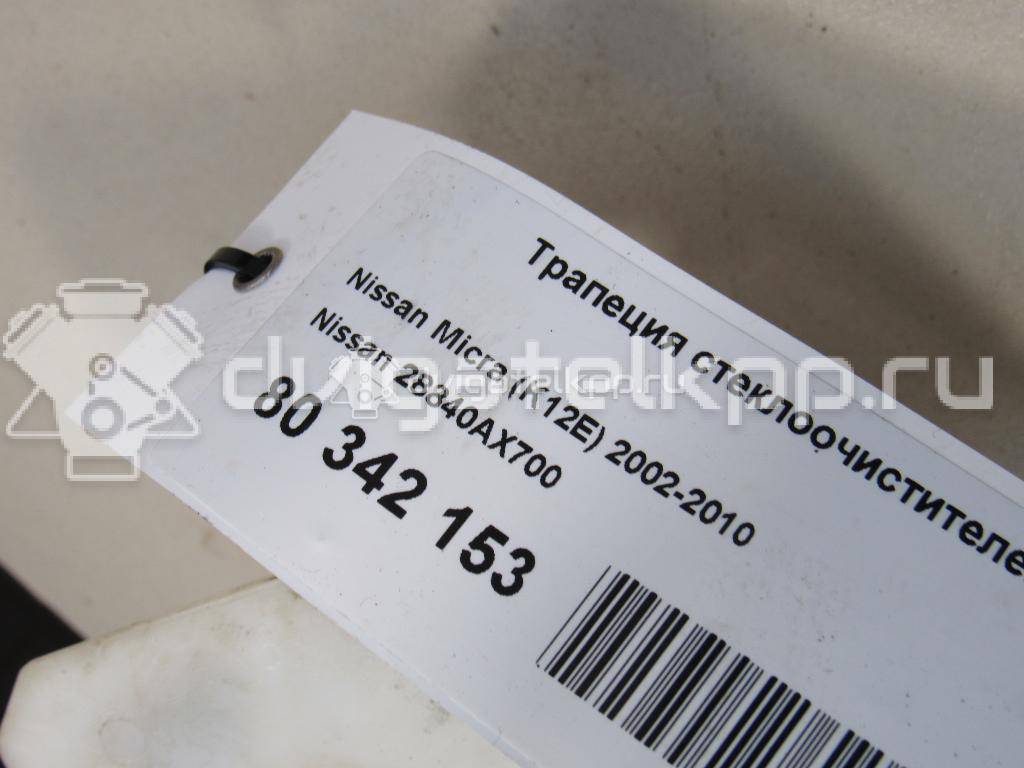 Трапеция стеклоочистителе
Nissan Micra (K12E) 2002-2010
Nissan 28840AX700
80 342 153
dvigatelkpp.ru